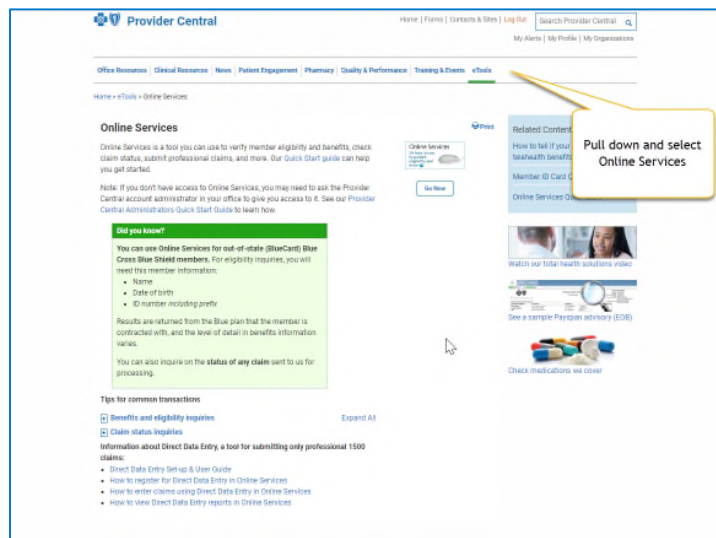 Provider Central
Home | Forms | Contacts & Sites | Log Out
Search Provider Central
My Alerts | My Profile | My Organizations
Office Resources | Clinical Resources | News | Patient Engagement | Pharmacy | Quality & Performance | Training & Events | eTools
Home > eTools > Online Services
Online Services
Print
Online Services is a tool you can use to verify member eligibility and benefits, check
claim status, submit professional claims, and more. Our Quick Start guide can help
you get started.
Note: If you don't have access to Online Services, you may need to ask the Provider
Central account administrator in your office to give you access to it. See our Provider
Central Administrators Quick Start Guide to learn how.
Online Services
Go Now
Did you know?
You can use Online Services for out-of-state (BlueCard) Blue
Cross Blue Shield members. For eligibility inquiries, you will
need this member information:
• Name
• Date of birth
• ID number including prefix
Results are returned from the Blue plan that the member is
contracted with, and the level of detail in benefits information
varies.
You can also inquire on the status of any claim sent to us for
processing.
Tips for common transactions
Benefits and eligibility inquiries
Expand All
Claim status inquiries
Information about Direct Data Entry, a tool for submitting only professional 1500
claims:
• Direct Data Entry Set-up & User Guide
• How to register for Direct Data Entry in Online Services
• How to enter claims using Direct Data Entry in Online Services
• How to view Direct Data Entry reports in Online Services
Related Content
How to tell if your
telehealth benefit
Member ID Card
Online Services
Pull down and select
Online Services
Watch our total health solutions video
See a sample Payspan advisory (EOB)
Check medications we cover